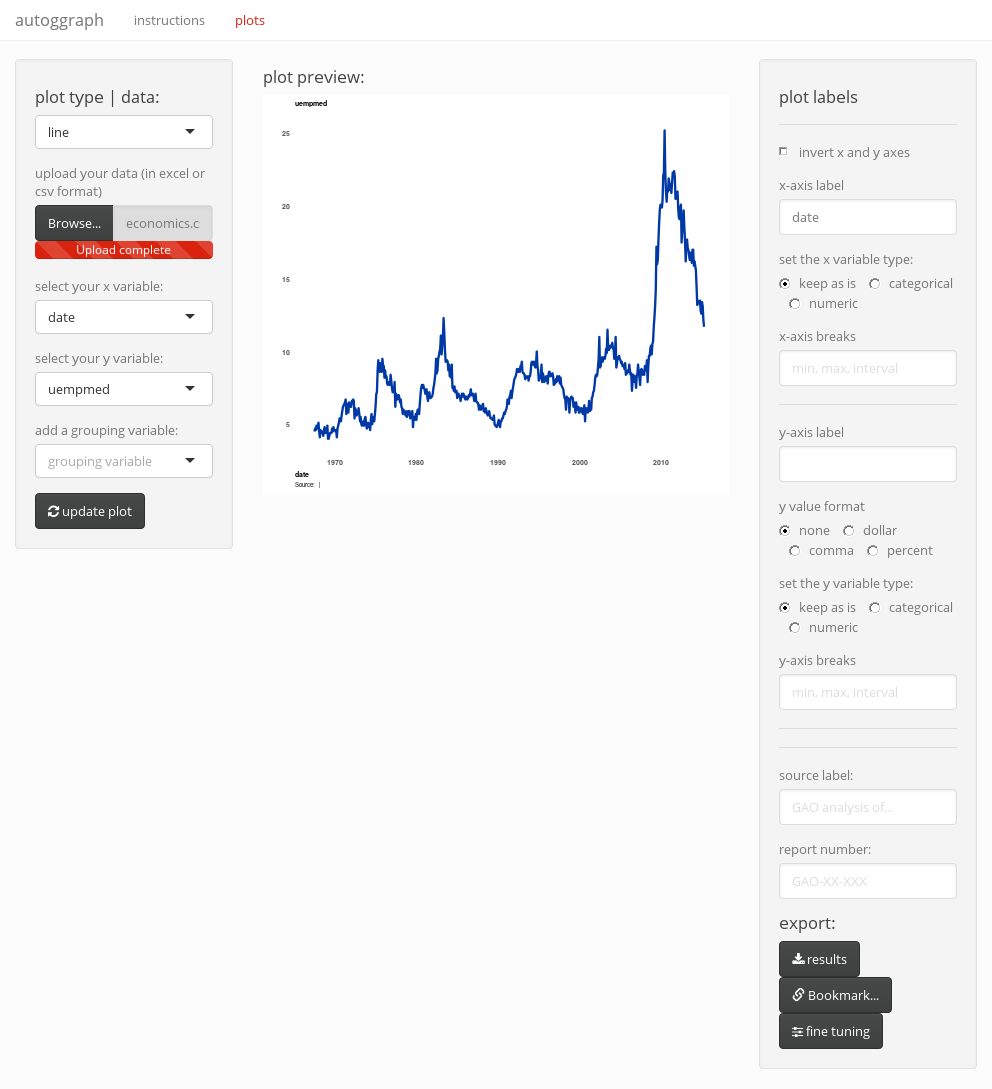 autoggraph instructions plots
plot type | data:
line
upload your data (in excel or
csv format)
Browse... economics.c
Upload complete
select your x variable:
date
select your y variable:
uempmed
add a grouping variable:
grouping variable
update plot
plot preview:
uempmed
25
20
15
10
5
1970 1980 1990 2000 2010
date
Source: |
plot labels
invert x and y axes
x-axis label
date
set the x variable type:
keep as is categorical
numeric
x-axis breaks
min, max, interval
y-axis label
y value format
none dollar
comma percent
set the y variable type:
keep as is categorical
numeric
y-axis breaks
min, max, interval
source label:
GAO analysis of...
report number:
GAO-XX-XXX
export:
results
Bookmark...
fine tuning